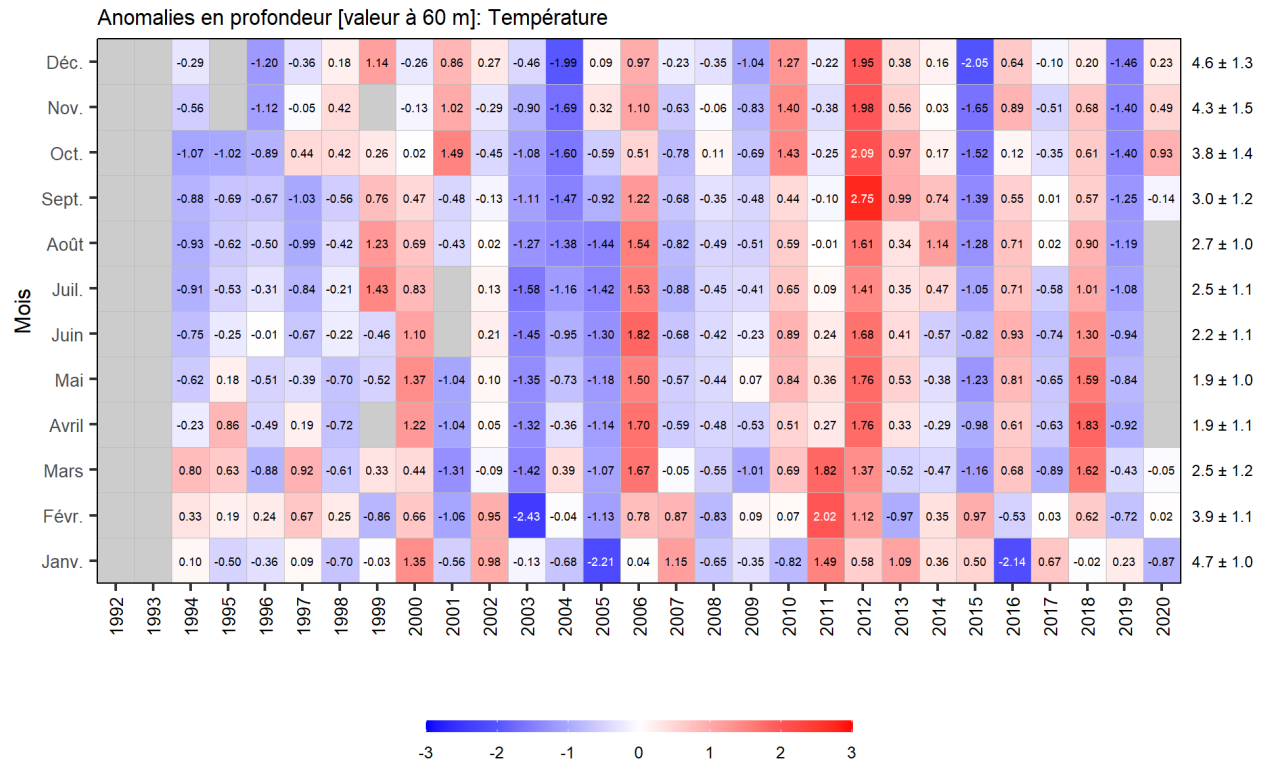 Anomalies en profondeur [valeur à 60 m]: Température
Mois
Déc. -0.29 -1.20 -0.36 0.18 1.14 -0.26 0.86 0.27 -0.46 -1.99 0.09 0.97 -0.23 -0.35 -1.04 1.27 -0.22 1.95 0.38 0.16 -2.05 0.64 -0.10 0.20 -1.46 0.23 4.6 ± 1.3
Nov. -0.56 -1.12 -0.05 0.42 -0.13 1.02 -0.29 -0.90 -1.69 0.32 1.10 -0.63 -0.06 -0.83 1.40 -0.38 1.98 0.56 0.03 -1.65 0.89 -0.51 0.68 -1.40 0.49 4.3 ± 1.5
Oct. -1.07 -1.02 -0.89 0.44 0.42 0.26 0.02 1.49 -0.45 -1.08 -1.60 -0.59 0.51 -0.78 0.11 -0.69 1.43 -0.25 2.09 0.97 0.17 -1.52 0.12 -0.35 0.61 -1.40 0.93 3.8 ± 1.4
Sept. -0.88 -0.69 -0.67 -1.03 -0.56 0.76 0.47 -0.48 -0.13 -1.11 -1.47 -0.92 1.22 -0.68 -0.35 -0.48 0.44 -0.10 2.75 0.99 0.74 -1.39 0.55 0.01 0.57 -1.25 -0.14 3.0 ± 1.2
Août -0.93 -0.62 -0.50 -0.99 -0.42 1.23 0.69 -0.43 0.02 -1.27 -1.38 -1.44 1.54 -0.82 -0.49 -0.51 0.59 -0.01 1.61 0.34 1.14 -1.28 0.71 0.02 0.90 -1.19 2.7 ± 1.0
Juil. -0.91 -0.53 -0.31 -0.84 -0.21 1.43 0.83 0.13 -1.58 -1.16 -1.42 1.53 -0.88 -0.45 -0.41 0.65 0.09 1.41 0.35 0.47 -1.05 0.71 -0.58 1.01 -1.08 2.5 ± 1.1
Juin -0.75 -0.25 -0.01 -0.67 -0.22 -0.46 1.10 0.21 -1.45 -0.95 -1.30 1.82 -0.68 -0.42 -0.23 0.89 0.24 1.68 0.41 -0.57 -0.82 0.93 -0.74 1.30 -0.94 2.2 ± 1.1
Mai -0.62 0.18 -0.51 -0.39 -0.70 -0.52 1.37 -1.04 0.10 -1.35 -0.73 -1.18 1.50 -0.57 -0.44 0.07 0.84 0.36 1.76 0.53 -0.38 -1.23 0.81 -0.65 1.59 -0.84 1.9 ± 1.0
Avril -0.23 0.86 -0.49 0.19 -0.72 1.22 -1.04 0.05 -1.32 -0.36 -1.14 1.70 -0.59 -0.48 -0.53 0.51 0.27 1.76 0.33 -0.29 -0.98 0.61 -0.63 1.83 -0.92 1.9 ± 1.1
Mars 0.80 0.63 -0.88 0.92 -0.61 0.33 0.44 -1.31 -0.09 -1.42 0.39 -1.07 1.67 -0.05 -0.55 -1.01 0.69 1.82 1.37 -0.52 -0.47 -1.16 0.68 -0.89 1.62 -0.43 -0.05 2.5 ± 1.2
Févr. 0.33 0.19 0.24 0.67 0.25 -0.86 0.66 -1.06 0.95 -2.43 -0.04 -1.13 0.78 0.87 -0.83 0.09 0.07 2.02 1.12 -0.97 0.35 0.97 -0.53 0.03 0.62 -0.72 0.02 3.9 ± 1.1
Janv. 0.10 -0.50 -0.36 0.09 -0.70 -0.03 1.35 -0.56 0.98 -0.13 -0.68 -2.21 0.04 1.15 -0.65 -0.35 -0.82 1.49 0.58 1.09 0.36 0.50 -2.14 0.67 -0.02 0.23 -0.87 4.7 ± 1.0
1992 1993 1994 1995 1996 1997 1998 1999 2000 2001 2002 2003 2004 2005 2006 2007 2008 2009 2010 2011 2012 2013 2014 2015 2016 2017 2018 2019 2020
-3 -2 -1 0 1 2 3